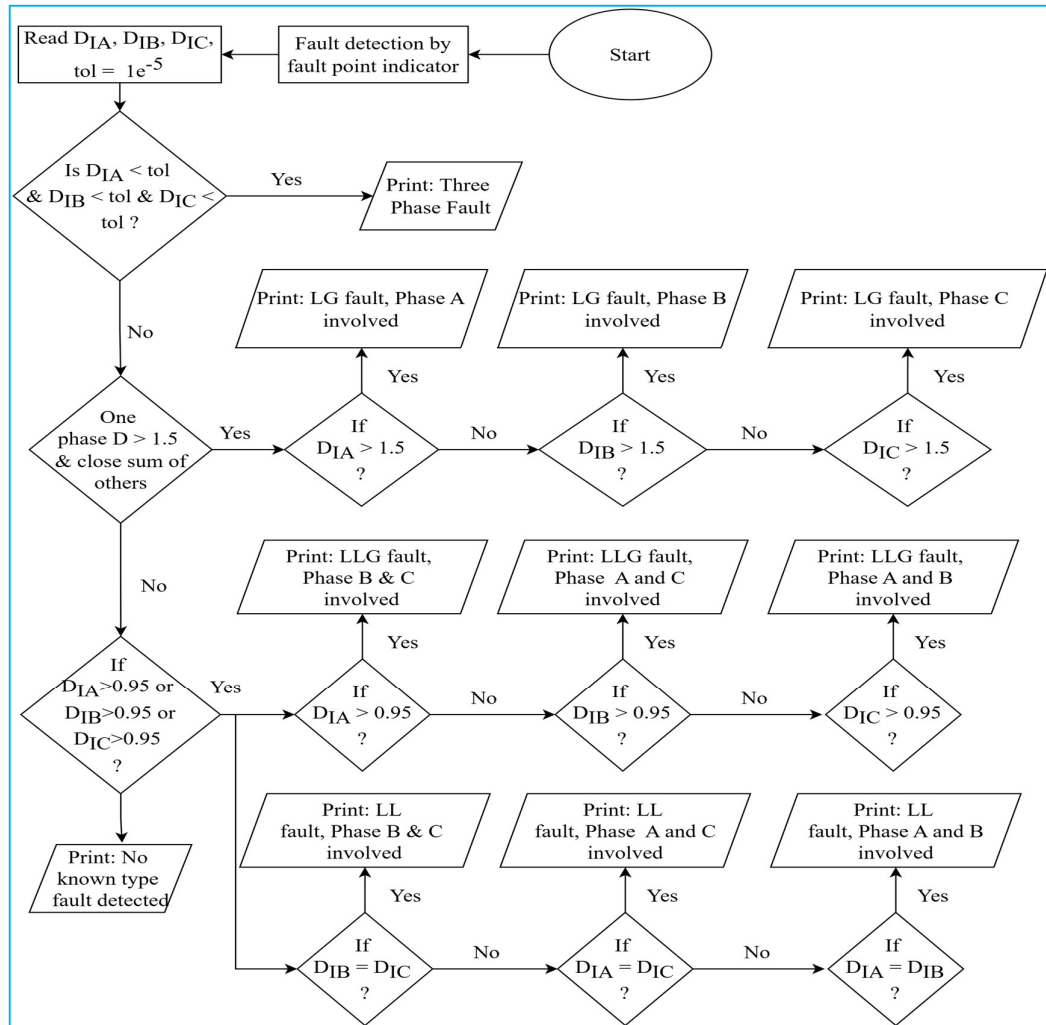 Read DIA, DIB, DIC,
tol = 1e-5
Fault detection by
fault point indicator
Start
Is DIA < tol
& DIB < tol & DIC <
tol ?
Yes
Print: Three
Phase Fault
No
Print: LG fault, Phase A
involved
Print: LG fault, Phase B
involved
Print: LG fault, Phase C
involved
Yes
Yes
Yes
One
phase D > 1.5
& close sum of
others
Yes
If
DIA > 1.5
?
No
If
DIB > 1.5
?
No
If
DIC > 1.5
?
No
Print: LLG fault,
Phase B & C
involved
Print: LLG fault,
Phase A and C
involved
Print: LLG fault,
Phase A and B
involved
Yes
Yes
Yes
If
DIA>0.95 or
DIB>0.95 or
DIC>0.95
?
Yes
If
DIA > 0.95
?
No
If
DIB > 0.95
?
No
If
DIC > 0.95
?
Print: No
known type
fault detected
Print: LL
fault, Phase B & C
involved
Print: LL
fault, Phase A and C
involved
Print: LL
fault, Phase A and B
involved
Yes
Yes
Yes
If
DIB = DIC
?
No
If
DIA = DIC
?
No
If
DIA = DIB
?